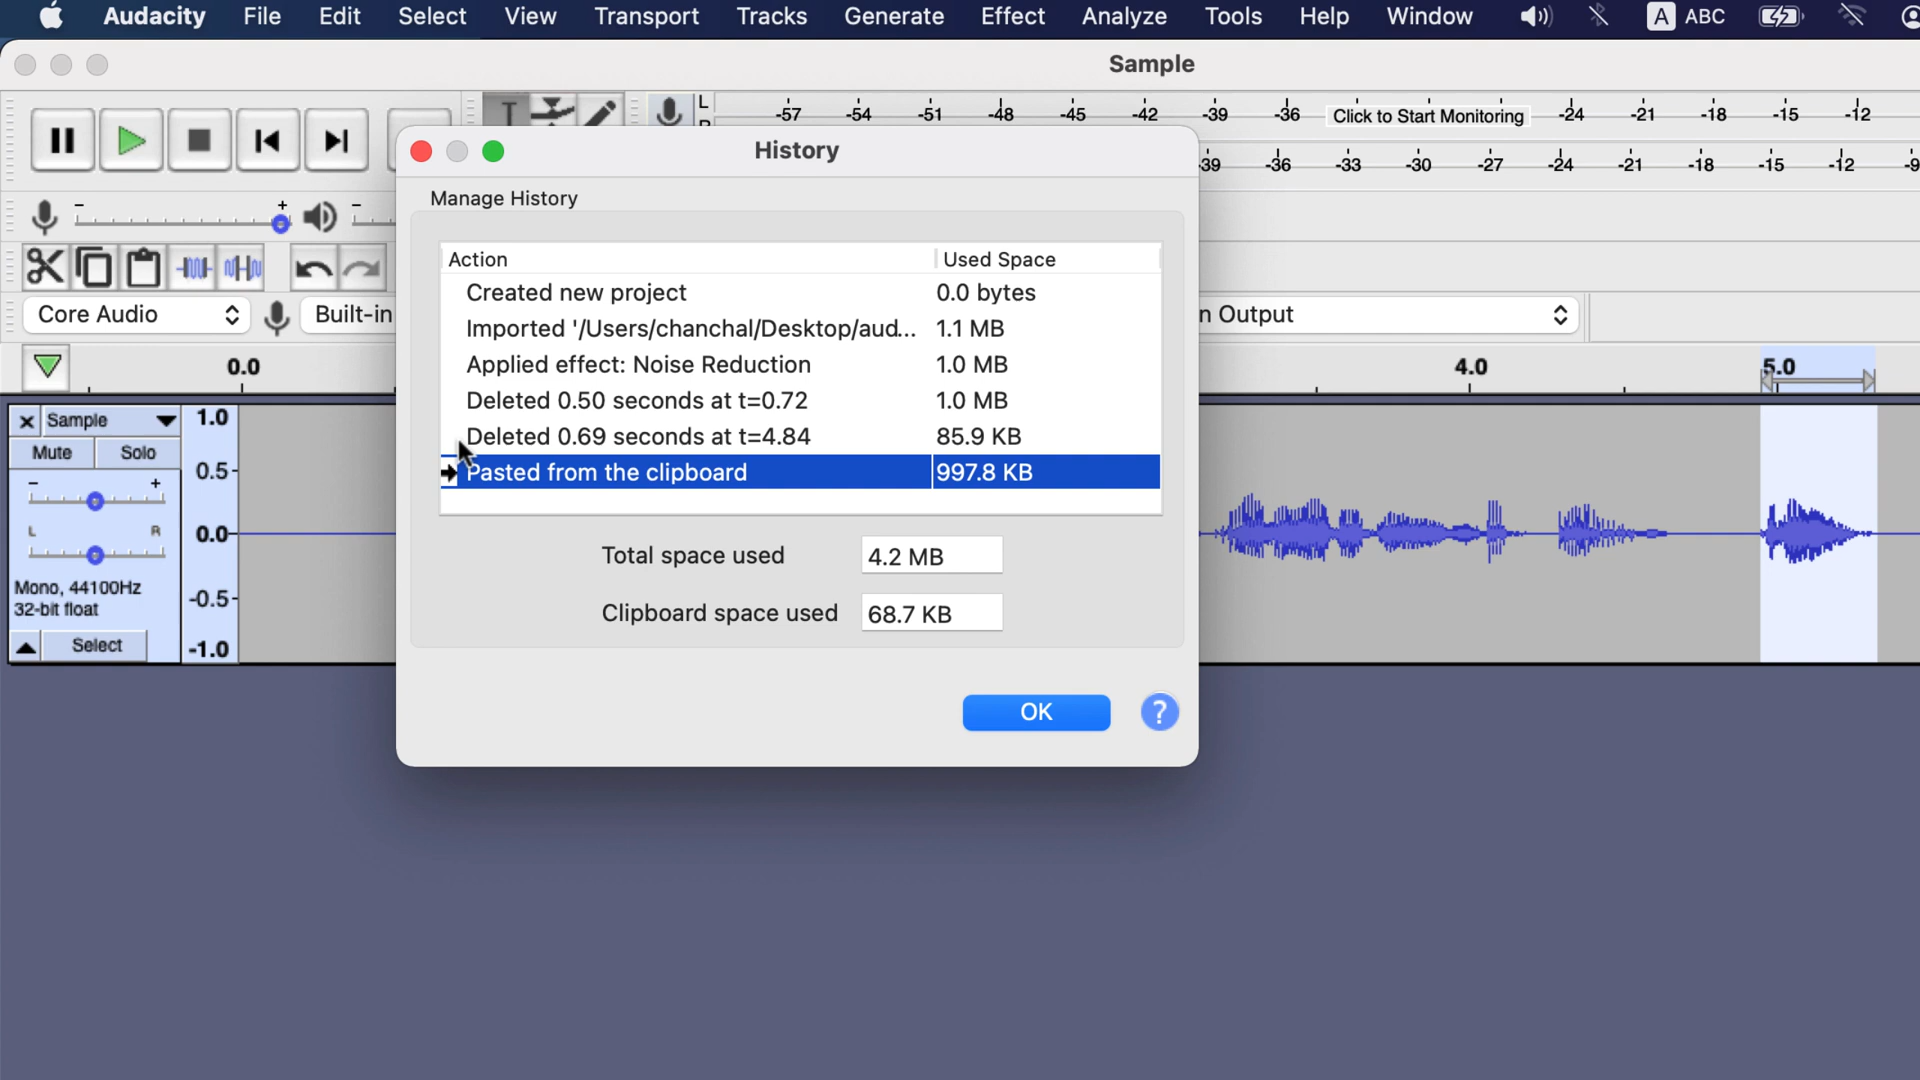 Audacity File Edit Select View Transport Tracks Generate Effect Analyze Tools Help Window A ABC
Sample
L -57 -54 -51 -48 -45 -42 -39 -36 Click to Start Monitoring -24 -21 -18 -15 -12
History
-39 -36 -33 -30 -27 -24 -21 -18 -15 -12 -9
Manage History
- + -
Action Used Space
Created new project 0.0 bytes
Core Audio Built-in n Output
Imported '/Users/chanchal/Desktop/aud... 1.1 MB
Applied effect: Noise Reduction 1.0 MB
0.0 4.0 5.0
Deleted 0.50 seconds at t=0.72 1.0 MB
Deleted 0.69 seconds at t=4.84 85.9 KB
Pasted from the clipboard 997.8 KB
Total space used 4.2 MB
Clipboard space used 68.7 KB
OK ?
× Sample 1.0
Mute Solo
0.5
- +
L R 0.0
Mono, 44100Hz
32-bit float -0.5
Select -1.0